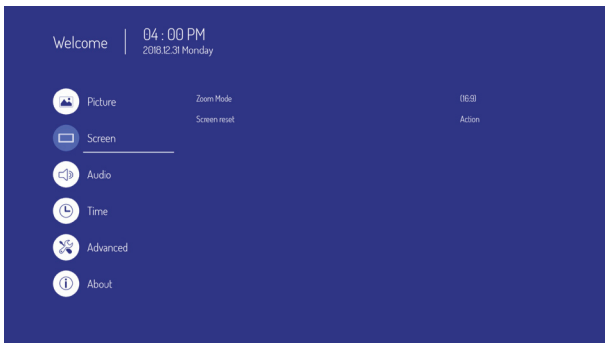 Welcome
04 : 00 PM
2018.12.31 Monday
Picture
Zoom Mode (16:9)
Screen reset Action
Screen
Audio
Time
Advanced
About